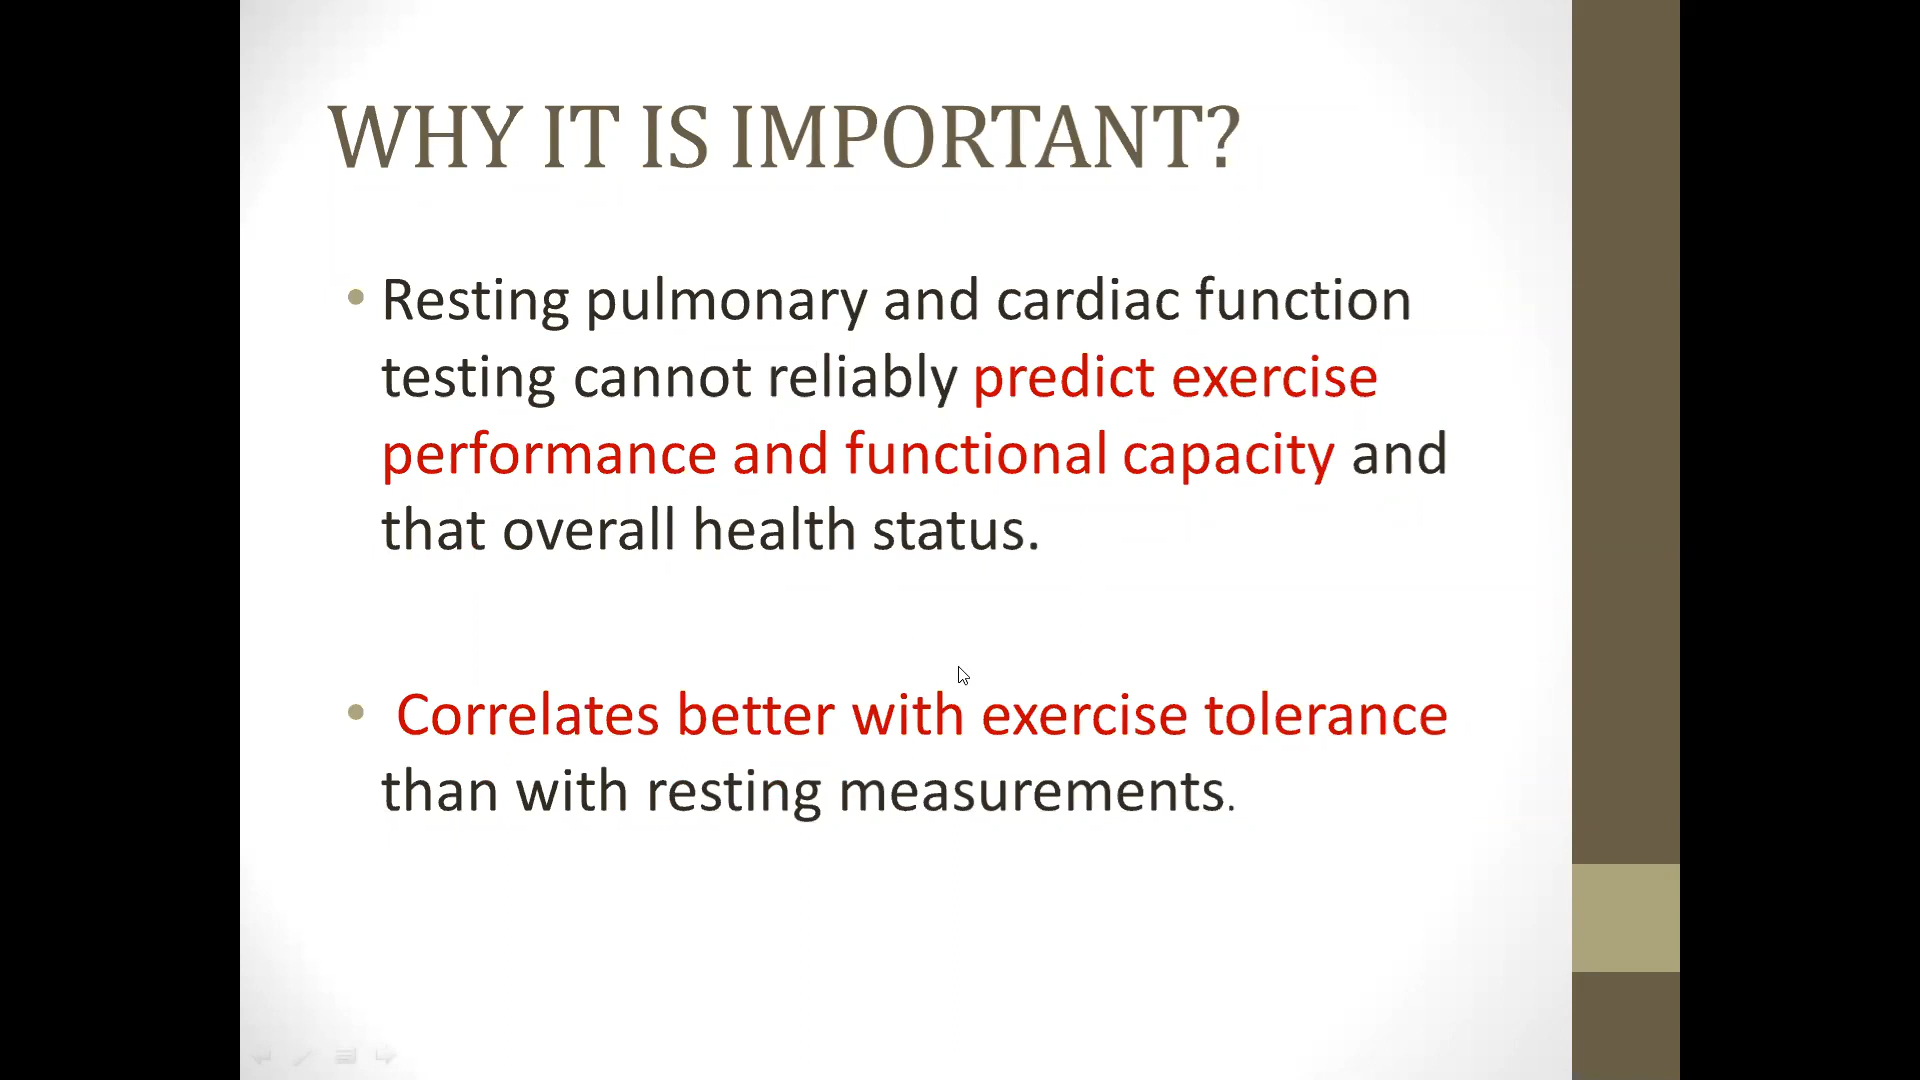 WHY IT IS IMPORTANT?
• Resting pulmonary and cardiac function
testing cannot reliably predict exercise
performance and functional capacity and
that overall health status.
• Correlates better with exercise tolerance
than with resting measurements.